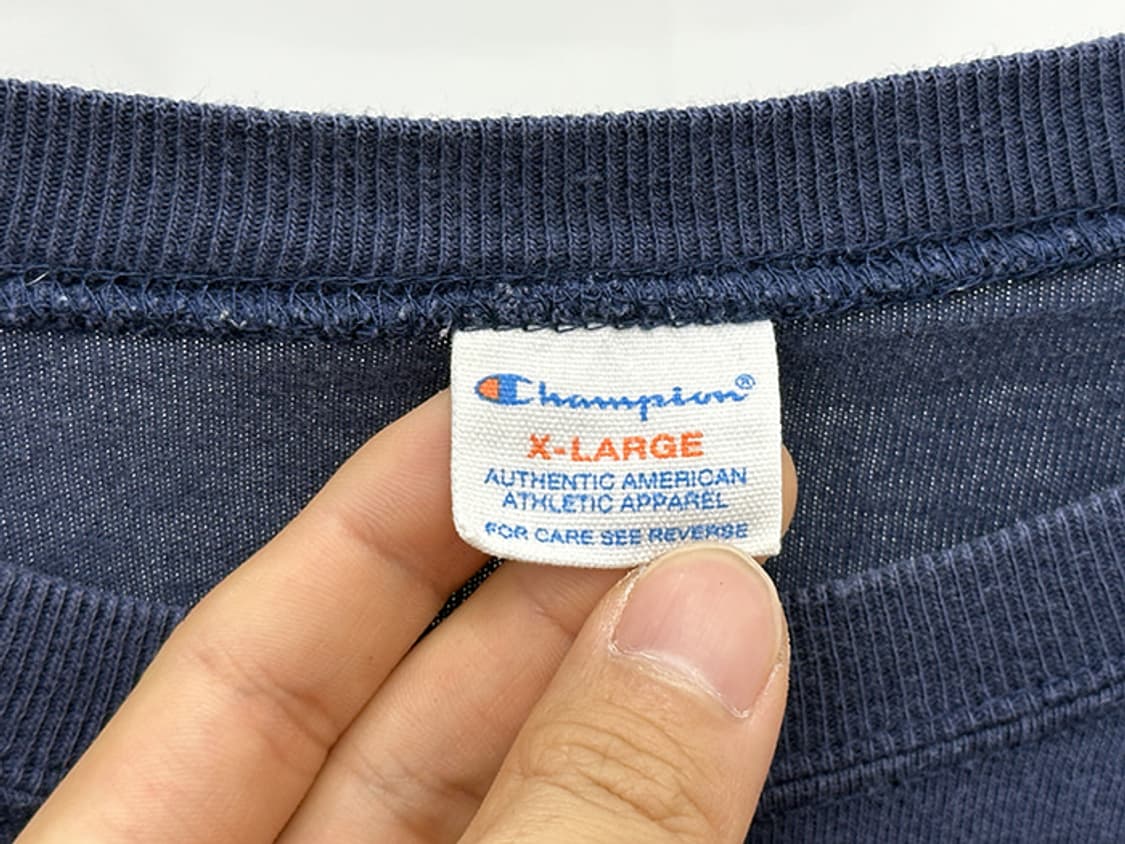 Champion®
X-LARGE
AUTHENTIC AMERICAN
ATHLETIC APPAREL
FOR CARE SEE REVERSE